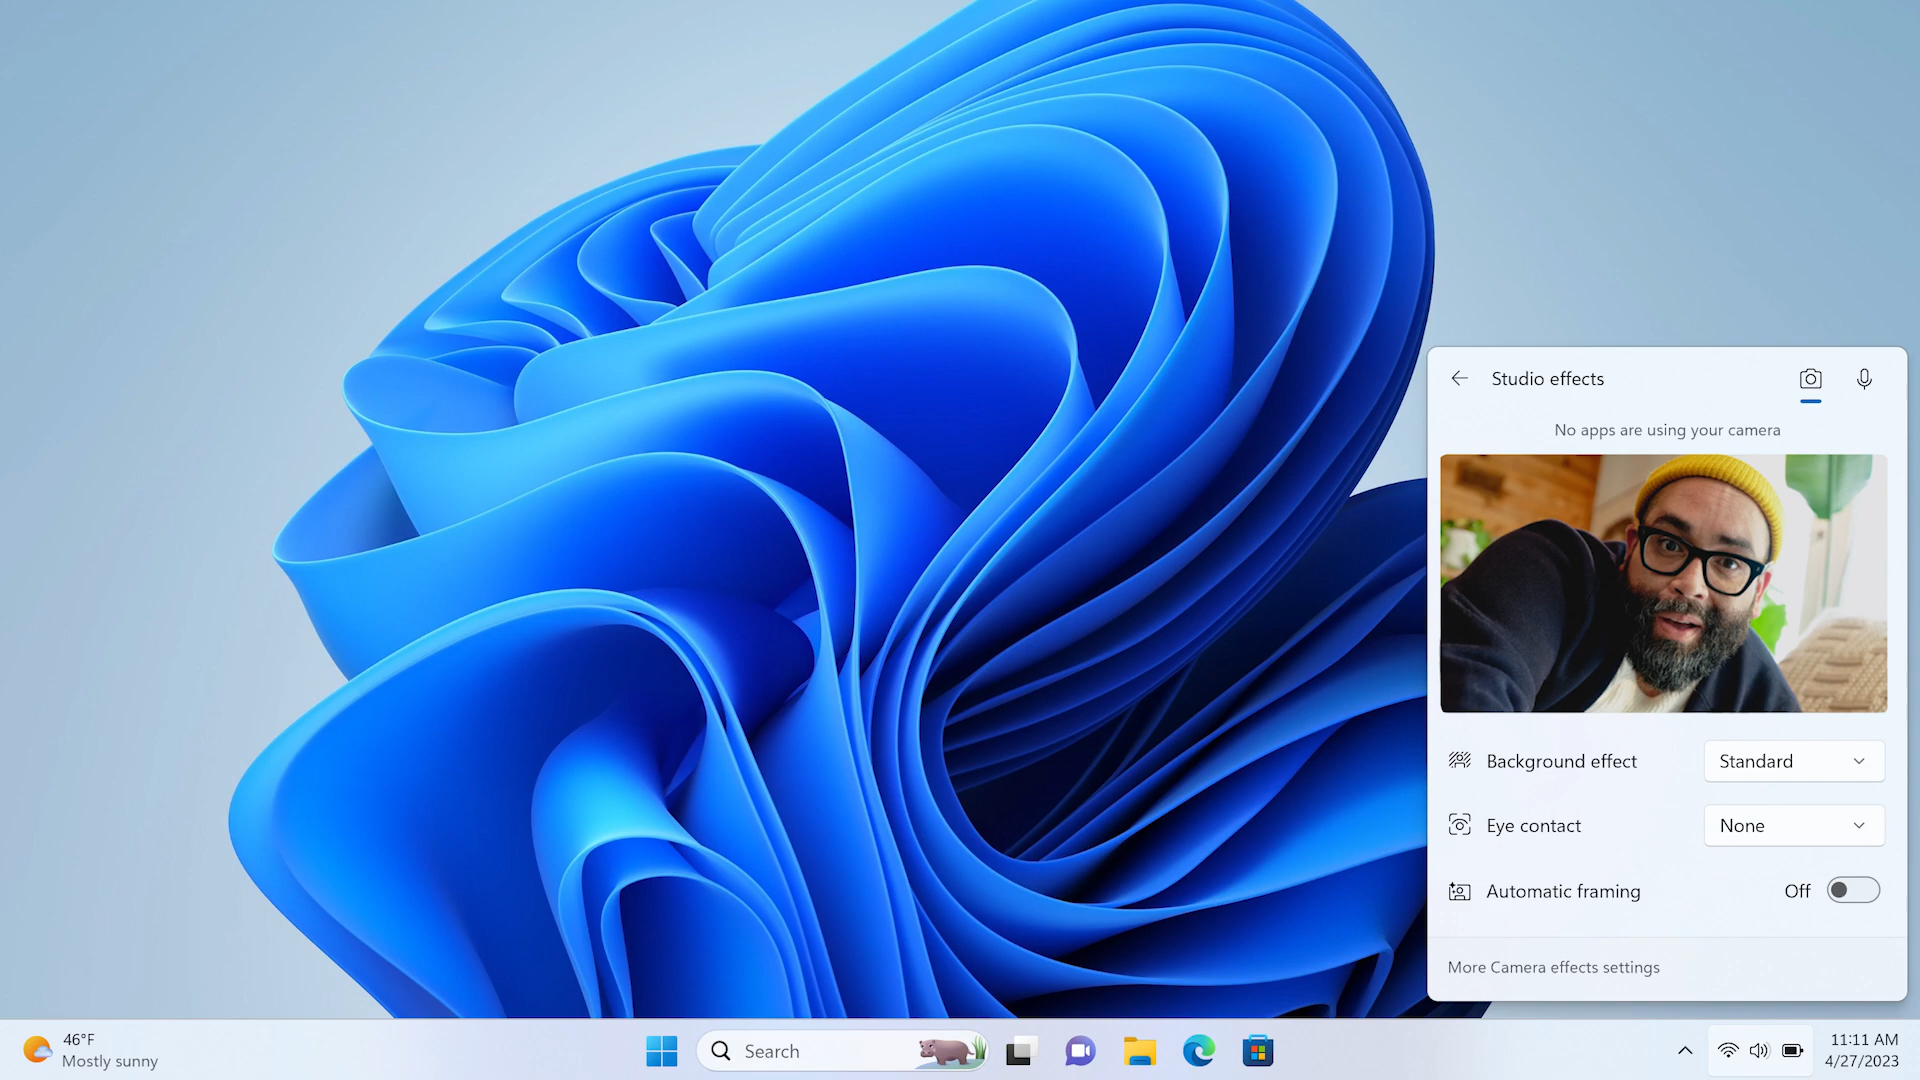 Studio effects
No apps are using your camera
Background effect
Standard
Eye contact
None
Automatic framing
Off
More Camera effects settings
46°F
Mostly sunny
Search
11:11 AM
4/27/2023